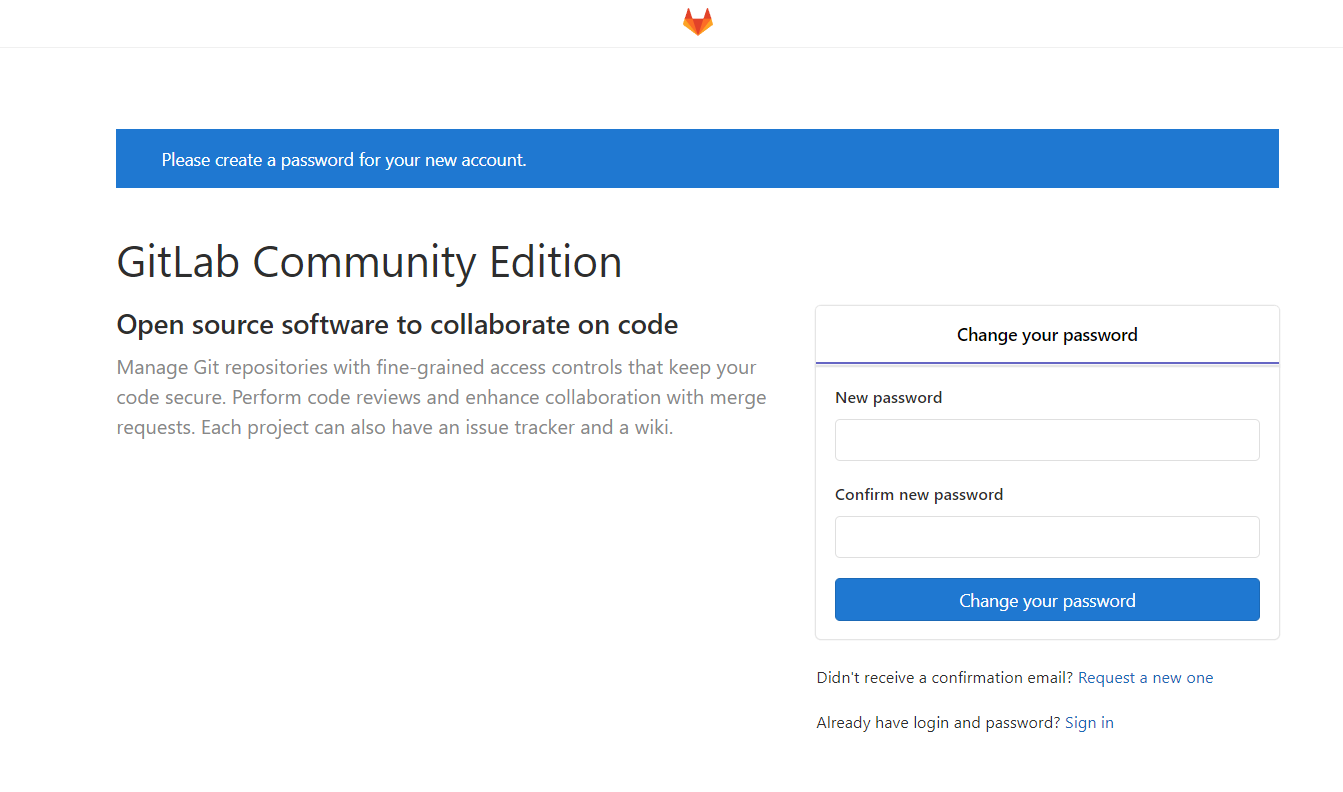 Please create a password for your new account.
GitLab Community Edition
Open source software to collaborate on code
Manage Git repositories with fine-grained access controls that keep your
code secure. Perform code reviews and enhance collaboration with merge
requests. Each project can also have an issue tracker and a wiki.
Change your password
New password
Confirm new password
Change your password
Didn't receive a confirmation email? Request a new one
Already have login and password? Sign in